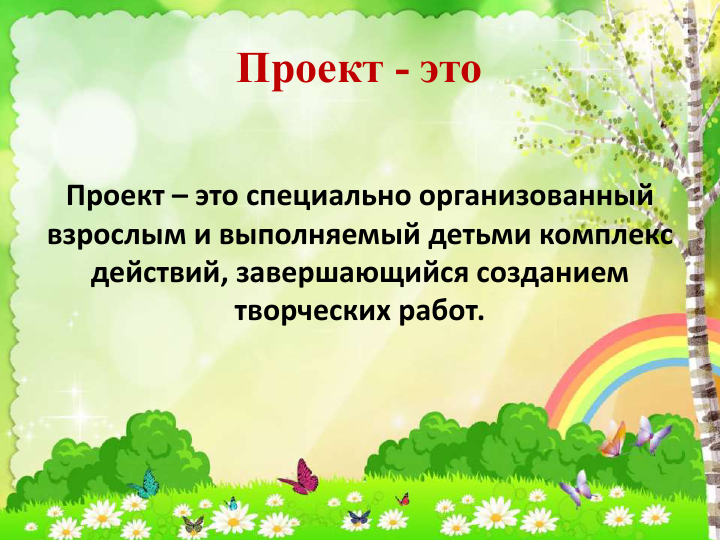 Проект - это
Проект – это специально организованный
взрослым и выполняемый детьми комплекс
действий, завершающийся созданием
творческих работ.